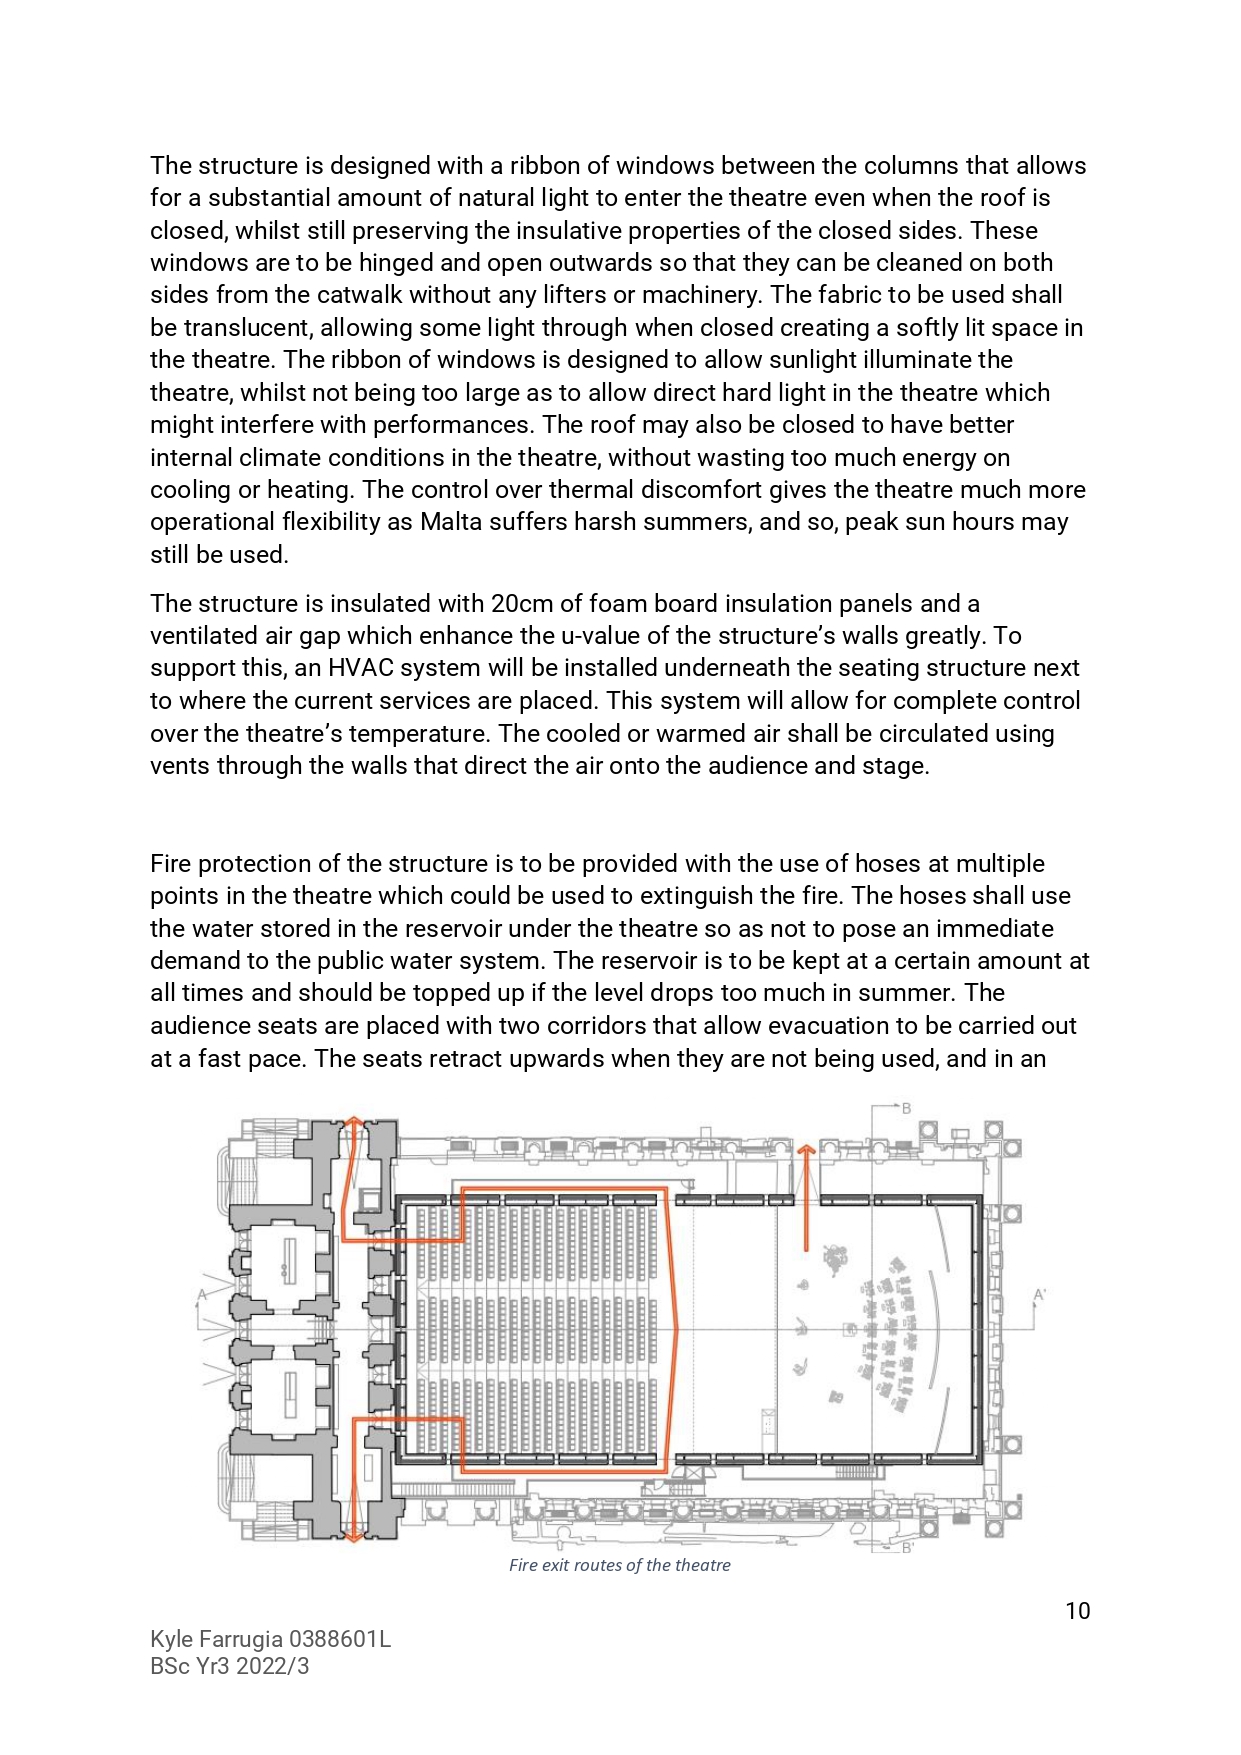 The structure is designed with a ribbon of windows between the columns that allows
for a substantial amount of natural light to enter the theatre even when the roof is
closed, whilst still preserving the insulative properties of the closed sides. These
windows are to be hinged and open outwards so that they can be cleaned on both
sides from the catwalk without any lifters or machinery. The fabric to be used shall
be translucent, allowing some light through when closed creating a softly lit space in
the theatre. The ribbon of windows is designed to allow sunlight illuminate the
theatre, whilst not being too large as to allow direct hard light in the theatre which
might interfere with performances. The roof may also be closed to have better
internal climate conditions in the theatre, without wasting too much energy on
cooling or heating. The control over thermal discomfort gives the theatre much more
operational flexibility as Malta suffers harsh summers, and so, peak sun hours may
still be used.
The structure is insulated with 20cm of foam board insulation panels and a
ventilated air gap which enhance the u-value of the structure’s walls greatly. To
support this, an HVAC system will be installed underneath the seating structure next
to where the current services are placed. This system will allow for complete control
over the theatre’s temperature. The cooled or warmed air shall be circulated using
vents through the walls that direct the air onto the audience and stage.
Fire protection of the structure is to be provided with the use of hoses at multiple
points in the theatre which could be used to extinguish the fire. The hoses shall use
the water stored in the reservoir under the theatre so as not to pose an immediate
demand to the public water system. The reservoir is to be kept at a certain amount at
all times and should be topped up if the level drops too much in summer. The
audience seats are placed with two corridors that allow evacuation to be carried out
at a fast pace. The seats retract upwards when they are not being used, and in an
B
A
A'
B'
Fire exit routes of the theatre
10
Kyle Farrugia 0388601L
BSc Yr3 2022/3